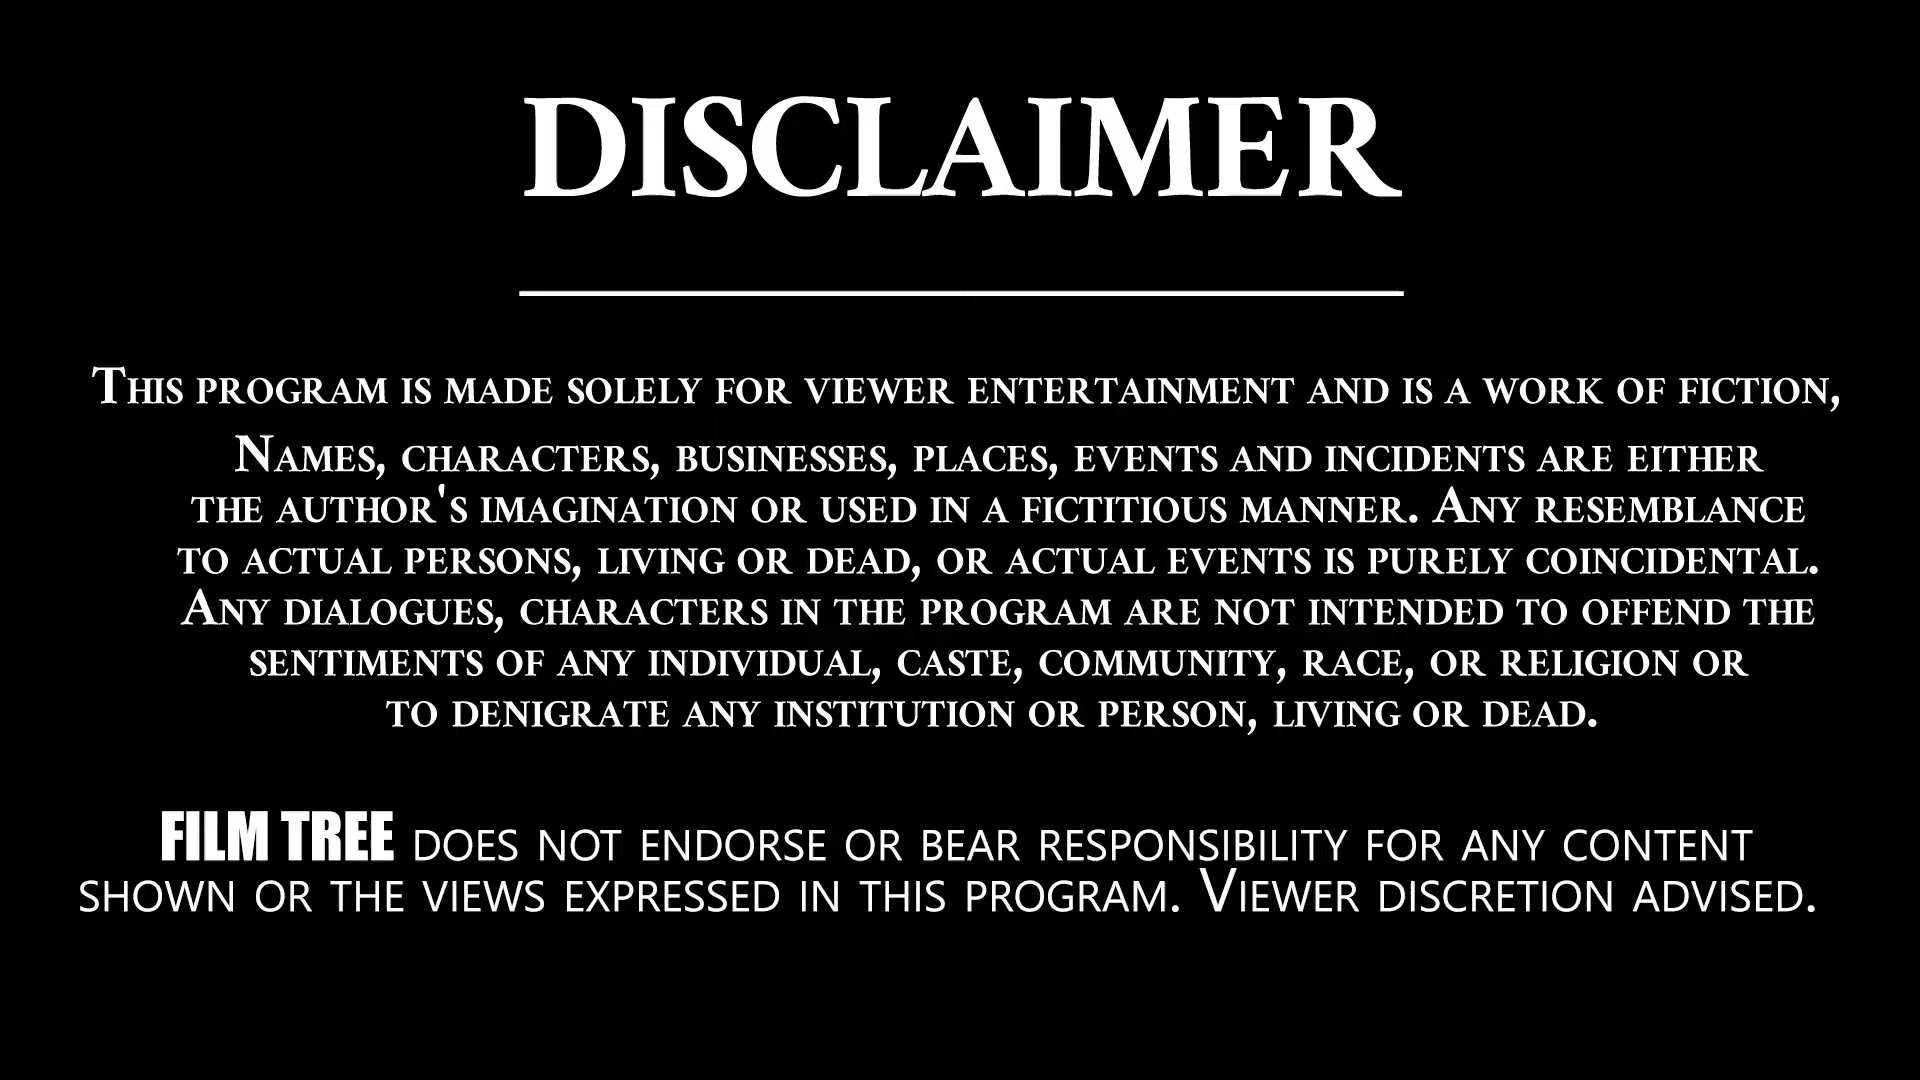 DISCLAIMER
This program is made solely for viewer entertainment and is a work of fiction,
Names, characters, businesses, places, events and incidents are either
the author's imagination or used in a fictitious manner. Any resemblance
to actual persons, living or dead, or actual events is purely coincidental.
Any dialogues, characters in the program are not intended to offend the
sentiments of any individual, caste, community, race, or religion or
to denigrate any institution or person, living or dead.
FILM TREE does not endorse or bear responsibility for any content
shown or the views expressed in this program. Viewer discretion advised.